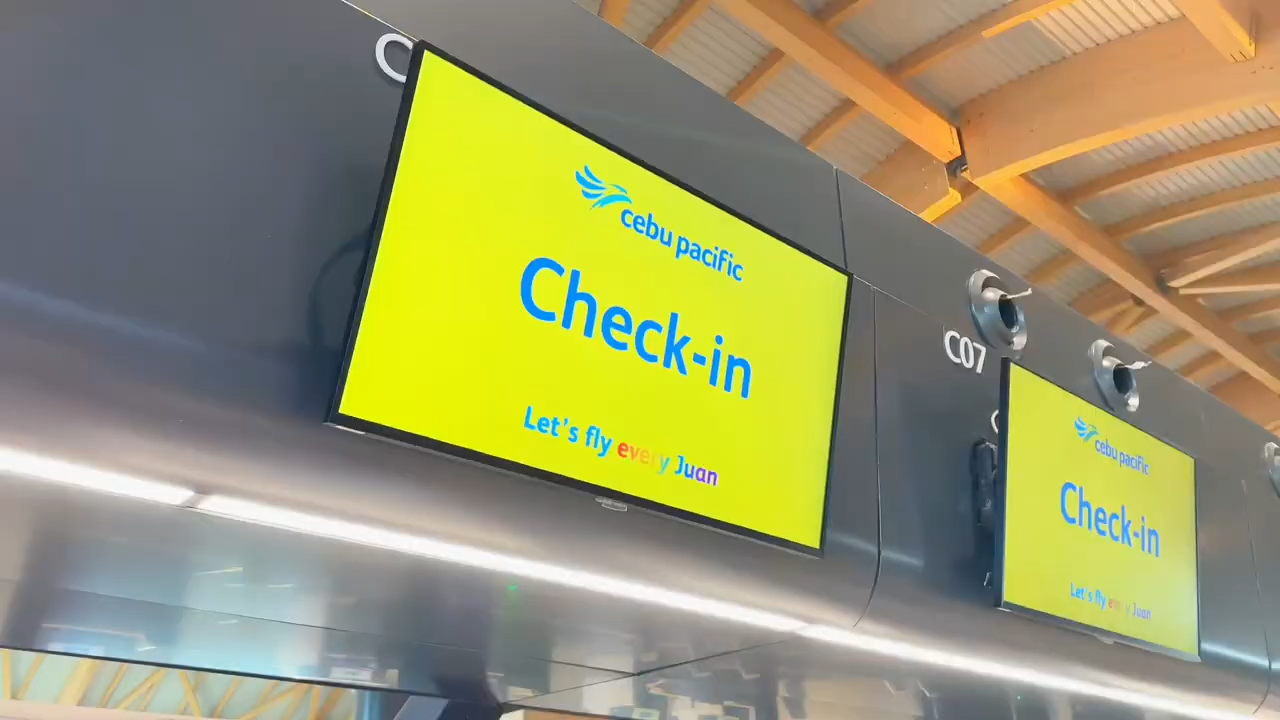 C
cebu pacific
Check-in
Let's fly every Juan
C07
C
cebu pacific
Check-in
Let's fly every Juan